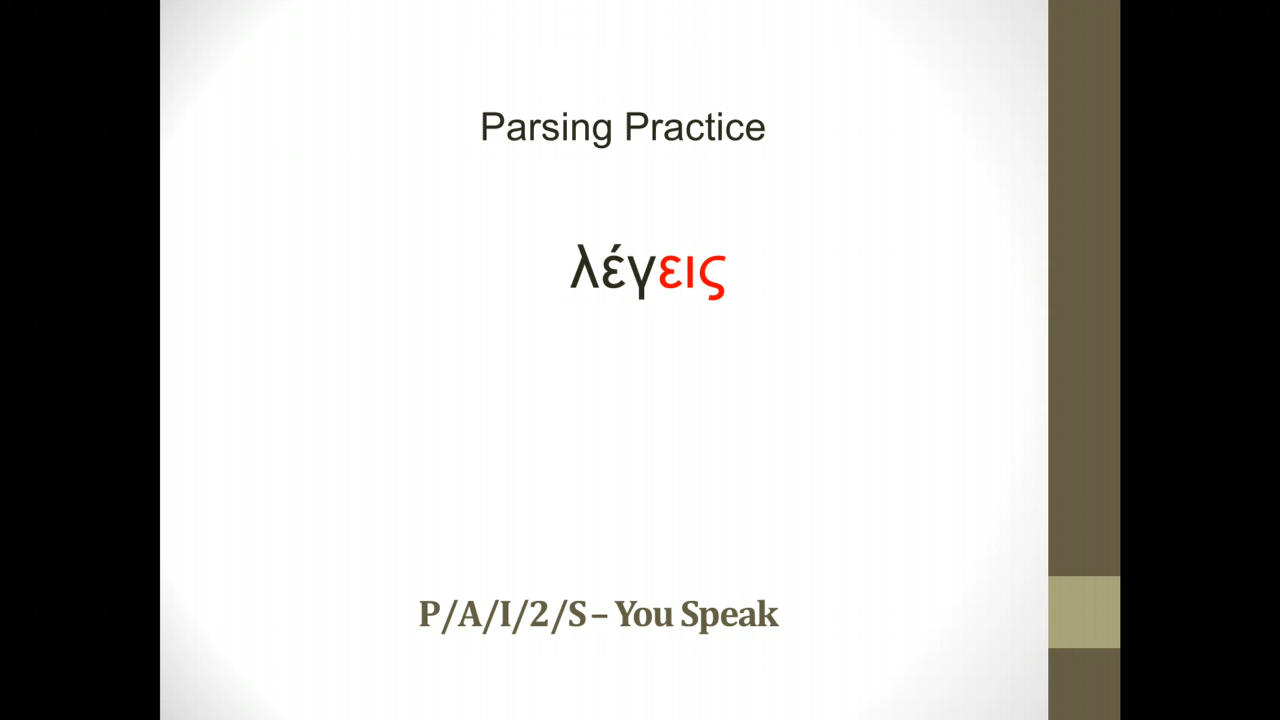 Parsing Practice
λέγεις
P/A/I/2/S – You Speak